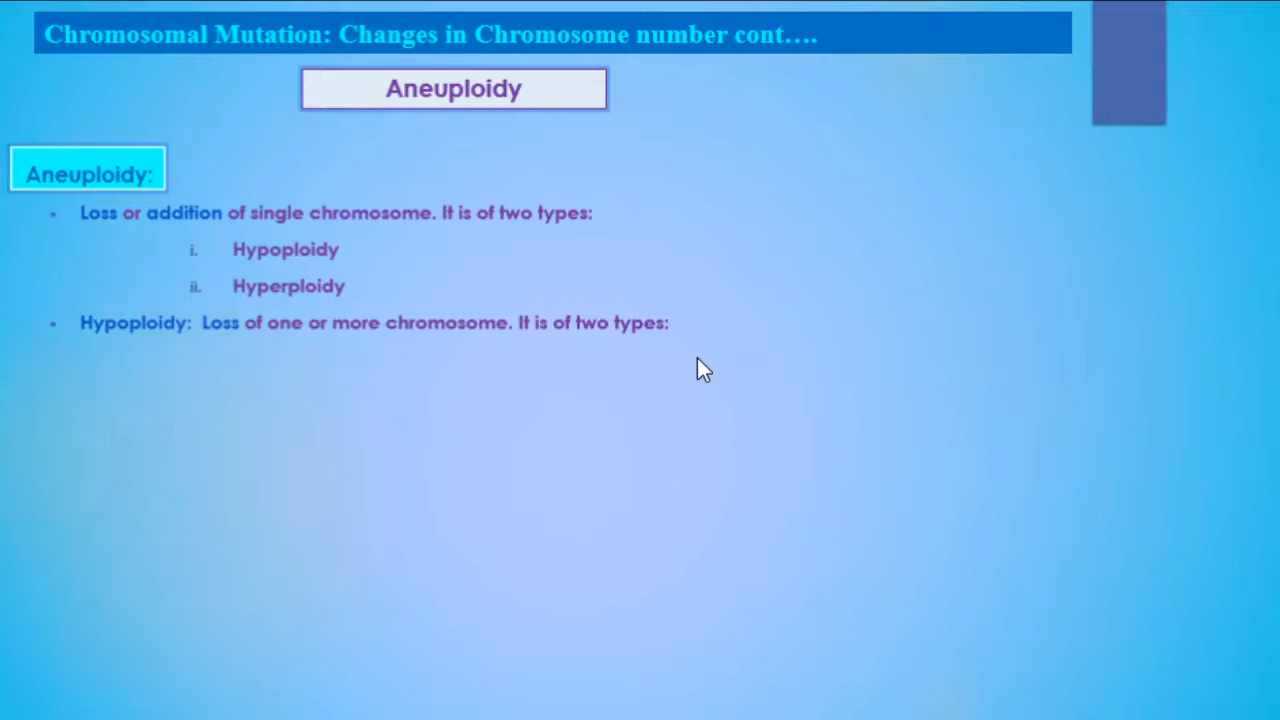 Chromosomal Mutation: Changes in Chromosome number cont….
Aneuploidy
Aneuploidy:
▪ Loss or addition of single chromosome. It is of two types:
i. Hypoploidy
ii. Hyperploidy
▪ Hypoploidy: Loss of one or more chromosome. It is of two types: